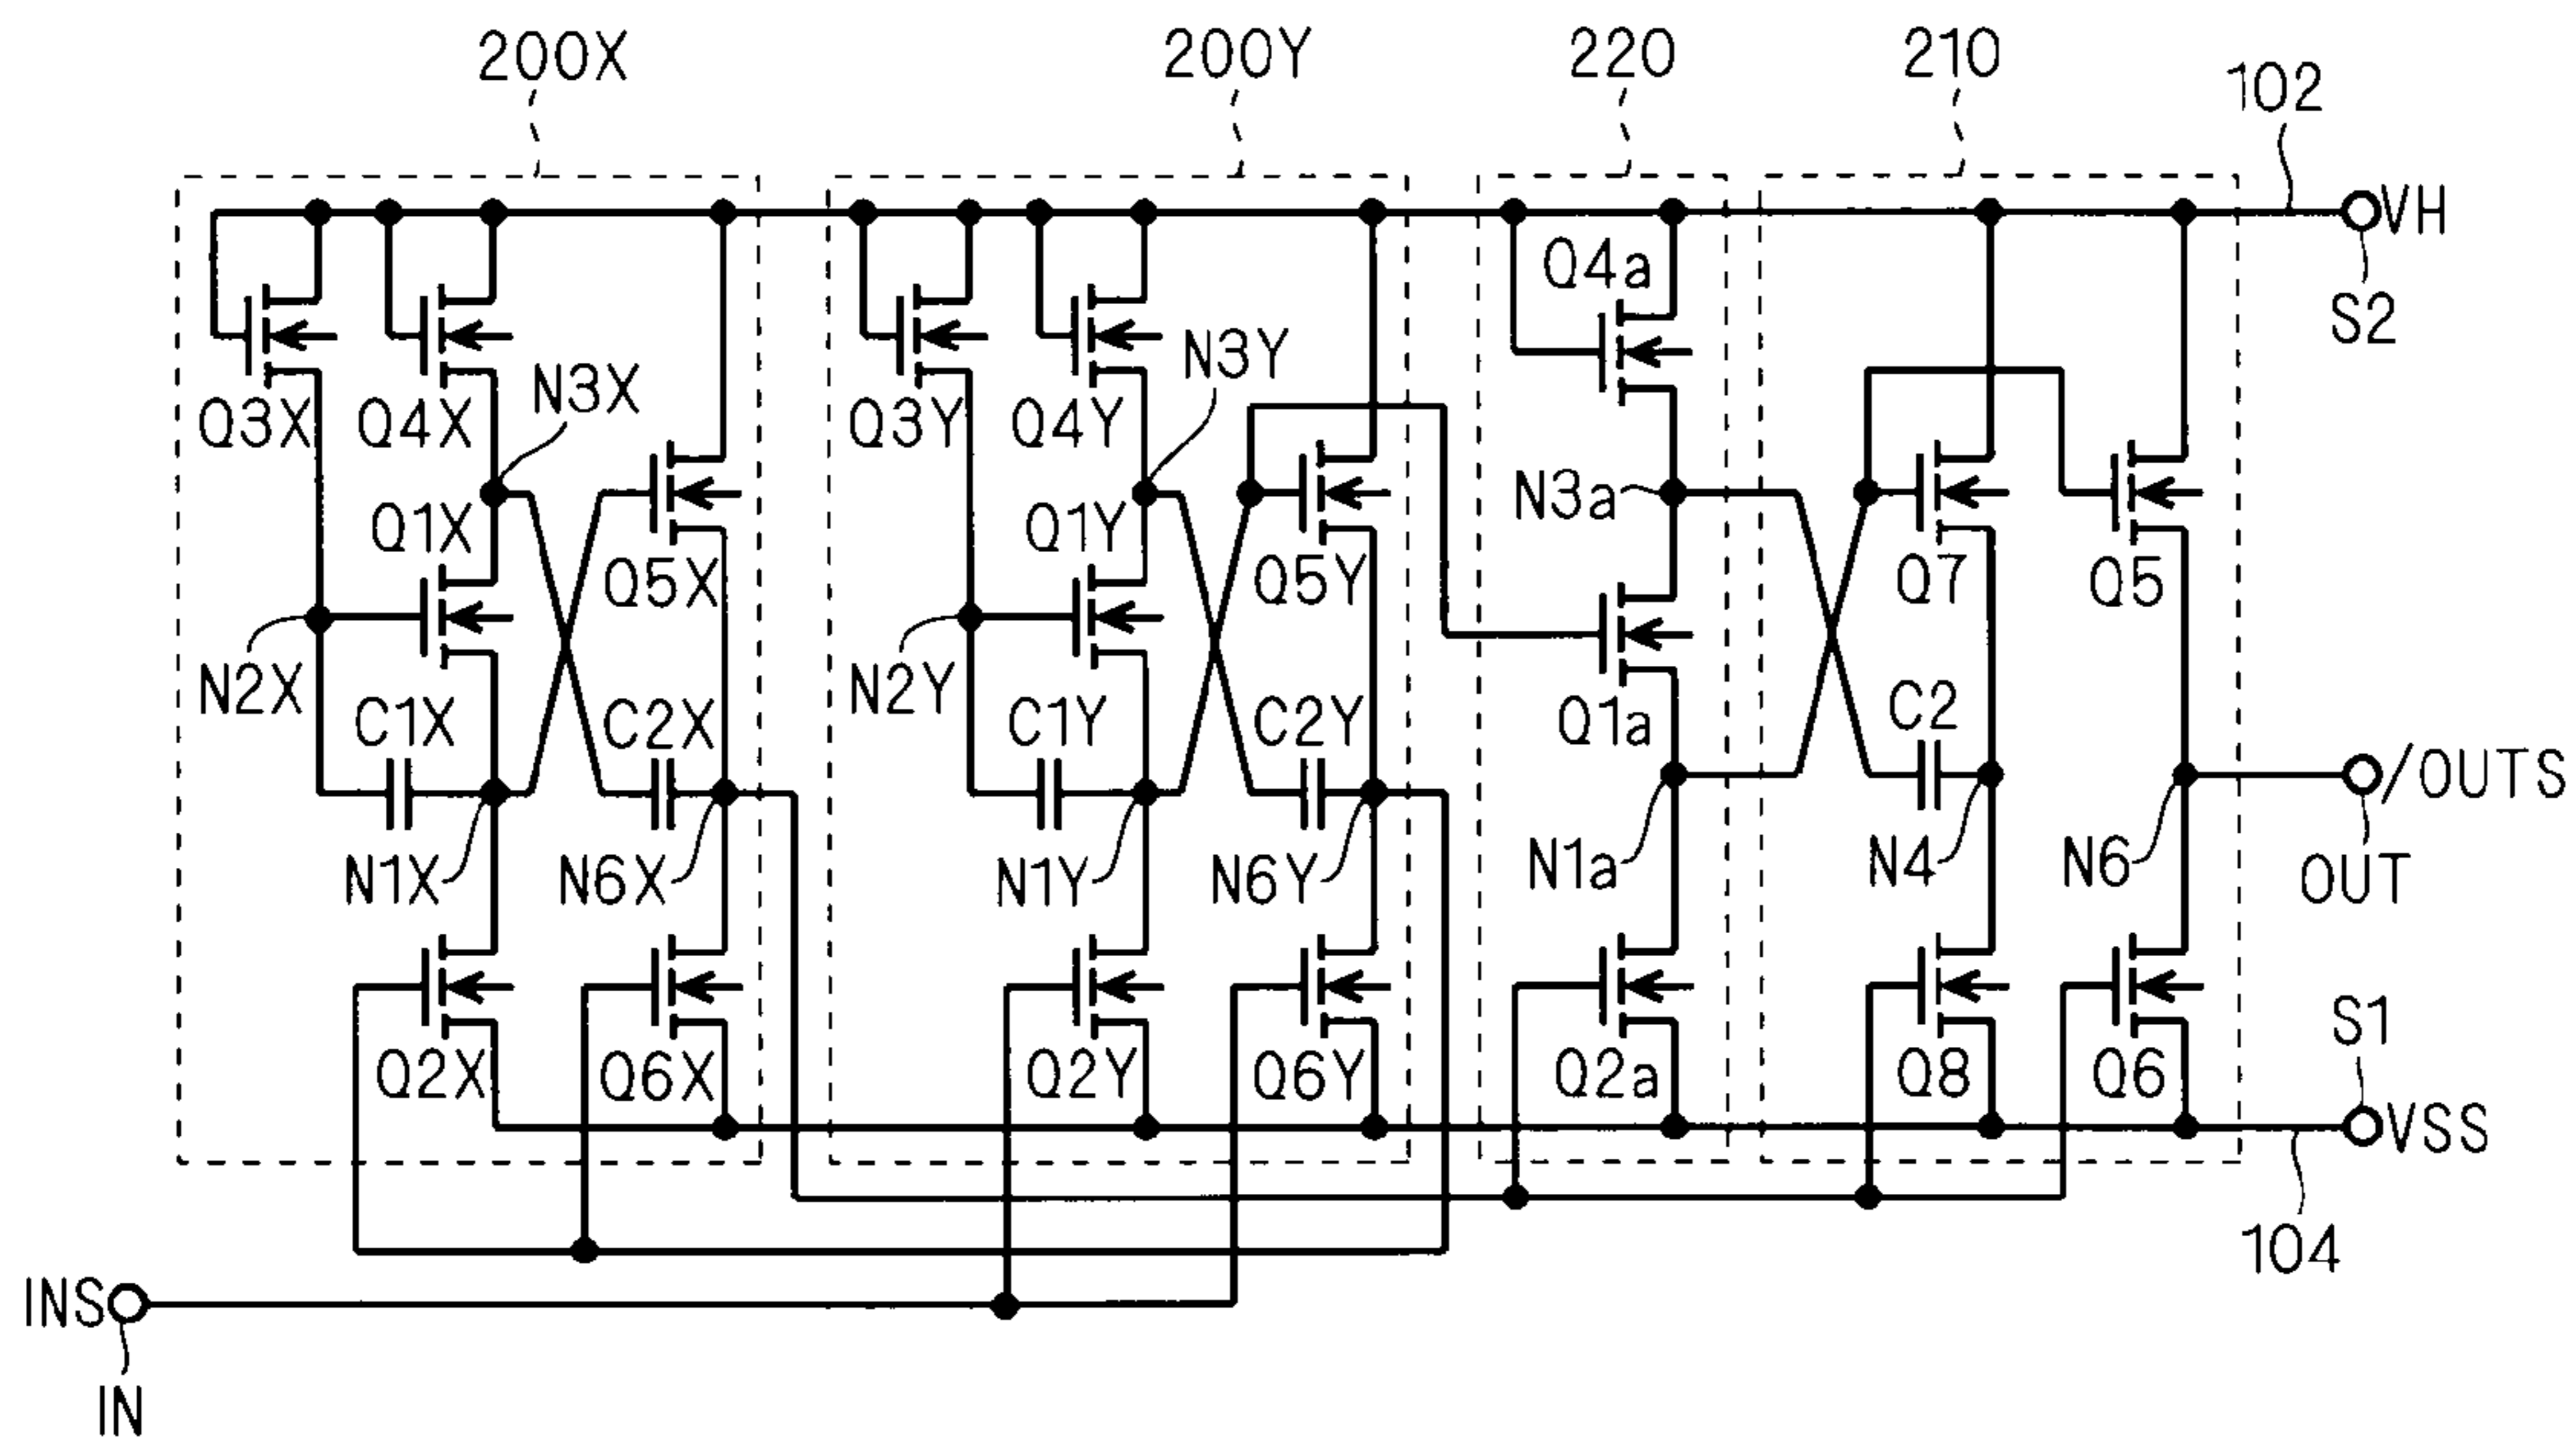 200X
200Y
220
210
102
VH
S2
Q4a
Q3X
Q4X
N3X
Q3Y
Q4Y
N3Y
Q1X
Q5X
Q1Y
Q5Y
N3a
Q7
Q5
N2X
C1X
C2X
N2Y
C1Y
C2Y
Q1a
C2
/OUTS
OUT
N1X
N6X
N1Y
N6Y
N1a
N4
N6
S1
Q2X
Q6X
Q2Y
Q6Y
Q2a
Q8
Q6
VSS
104
INS
IN